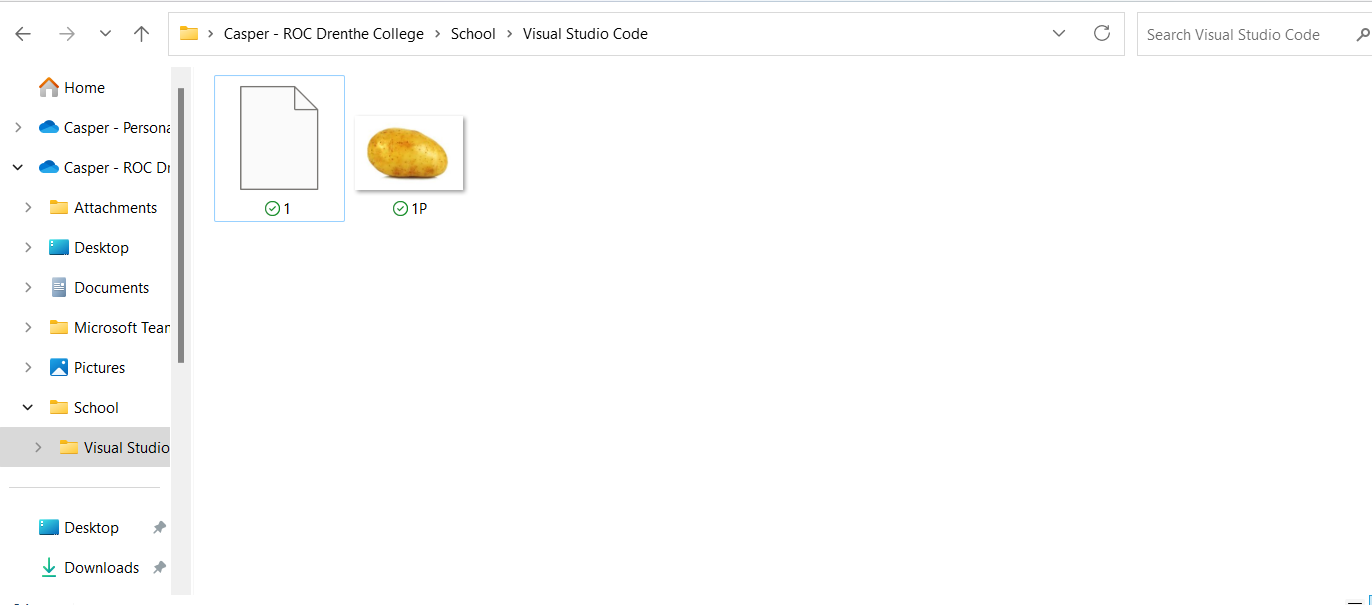 Casper - ROC Drenthe College > School > Visual Studio Code
Search Visual Studio Code
Home
Casper - Persona
Casper - ROC Dr
Attachments
Desktop
Documents
Microsoft Tear
Pictures
School
Visual Studio
Desktop
Downloads
1
1P